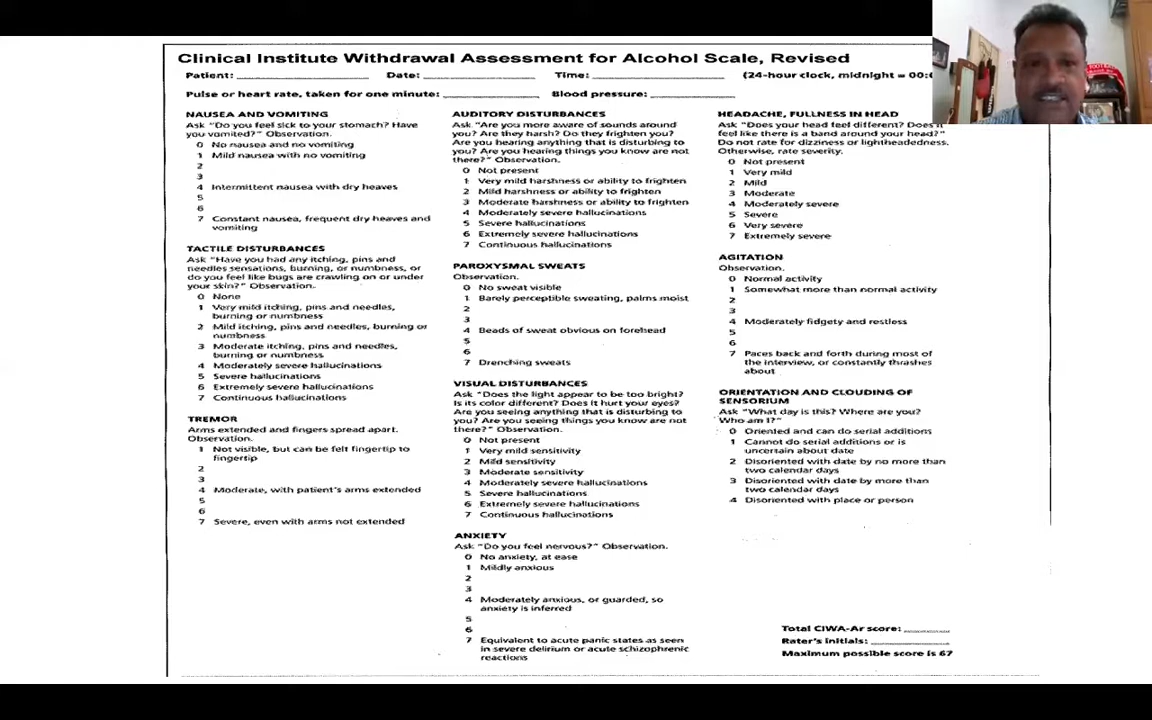 Clinical Institute Withdrawal Assessment for Alcohol Scale, Revised
Patient: Date: Time: (24-hour clock, midnight = 00:
Pulse or heart rate, taken for one minute: Blood pressure:
NAUSEA AND VOMITING
Ask "Do you feel sick to your stomach? Have
you vomited?" Observation.
0 No nausea and no vomiting
1 Mild nausea with no vomiting
2
3
4 Intermittent nausea with dry heaves
5
6
7 Constant nausea, frequent dry heaves and
vomiting
TACTILE DISTURBANCES
Ask "Have you had any itching, pins and
needles sensations, burning, or numbness, or
do you feel like bugs are crawling on or under
your skin?" Observation.
0 None
1 Very mild itching, pins and needles,
burning or numbness
2 Mild itching, pins and needles, burning or
numbness
3 Moderate itching, pins and needles,
burning or numbness
4 Moderately severe hallucinations
5 Severe hallucinations
6 Extremely severe hallucinations
7 Continuous hallucinations
TREMOR
Arms extended and fingers spread apart.
Observation.
1 Not visible, but can be felt fingertip to
fingertip
2
3
4 Moderate, with patient's arms extended
5
6
7 Severe, even with arms not extended
AUDITORY DISTURBANCES
Ask "Are you more aware of sounds around
you? Are they harsh? Do they frighten you?
Are you hearing anything that is disturbing to
you? Are you hearing things you know are not
there?" Observation.
0 Not present
1 Very mild harshness or ability to frighten
2 Mild harshness or ability to frighten
3 Moderate harshness or ability to frighten
4 Moderately severe hallucinations
5 Severe hallucinations
6 Extremely severe hallucinations
7 Continuous hallucinations
PAROXYSMAL SWEATS
Observation.
0 No sweat visible
1 Barely perceptible sweating, palms moist
2
3
4 Beads of sweat obvious on forehead
5
6
7 Drenching sweats
VISUAL DISTURBANCES
Ask "Does the light appear to be too bright?
Is its color different? Does it hurt your eyes?
Are you seeing anything that is disturbing to
you? Are you seeing things you know are not
there?" Observation.
0 Not present
1 Very mild sensitivity
2 Mild sensitivity
3 Moderate sensitivity
4 Moderately severe hallucinations
5 Severe hallucinations
6 Extremely severe hallucinations
7 Continuous hallucinations
ANXIETY
Ask "Do you feel nervous?" Observation.
0 No anxiety, at ease
1 Mildly anxious
2
3
4 Moderately anxious, or guarded, so
anxiety is inferred
5
6
7 Equivalent to acute panic states as seen
in severe delirium or acute schizophrenic
reactions
HEADACHE, FULLNESS IN HEAD
Ask "Does your head feel different? Does it
feel like there is a band around your head?"
Do not rate for dizziness or lightheadedness.
Otherwise, rate severity.
0 Not present
1 Very mild
2 Mild
3 Moderate
4 Moderately severe
5 Severe
6 Very severe
7 Extremely severe
AGITATION
Observation.
0 Normal activity
1 Somewhat more than normal activity
2
3
4 Moderately fidgety and restless
5
6
7 Paces back and forth during most of
the interview, or constantly thrashes
about
ORIENTATION AND CLOUDING OF
SENSORIUM
Ask "What day is this? Where are you?
Who am I?"
0 Oriented and can do serial additions
1 Cannot do serial additions or is
uncertain about date
2 Disoriented with date by no more than
two calendar days
3 Disoriented with date by more than
two calendar days
4 Disoriented with place or person
Total CIWA-Ar score:
Rater's initials:
Maximum possible score is 67